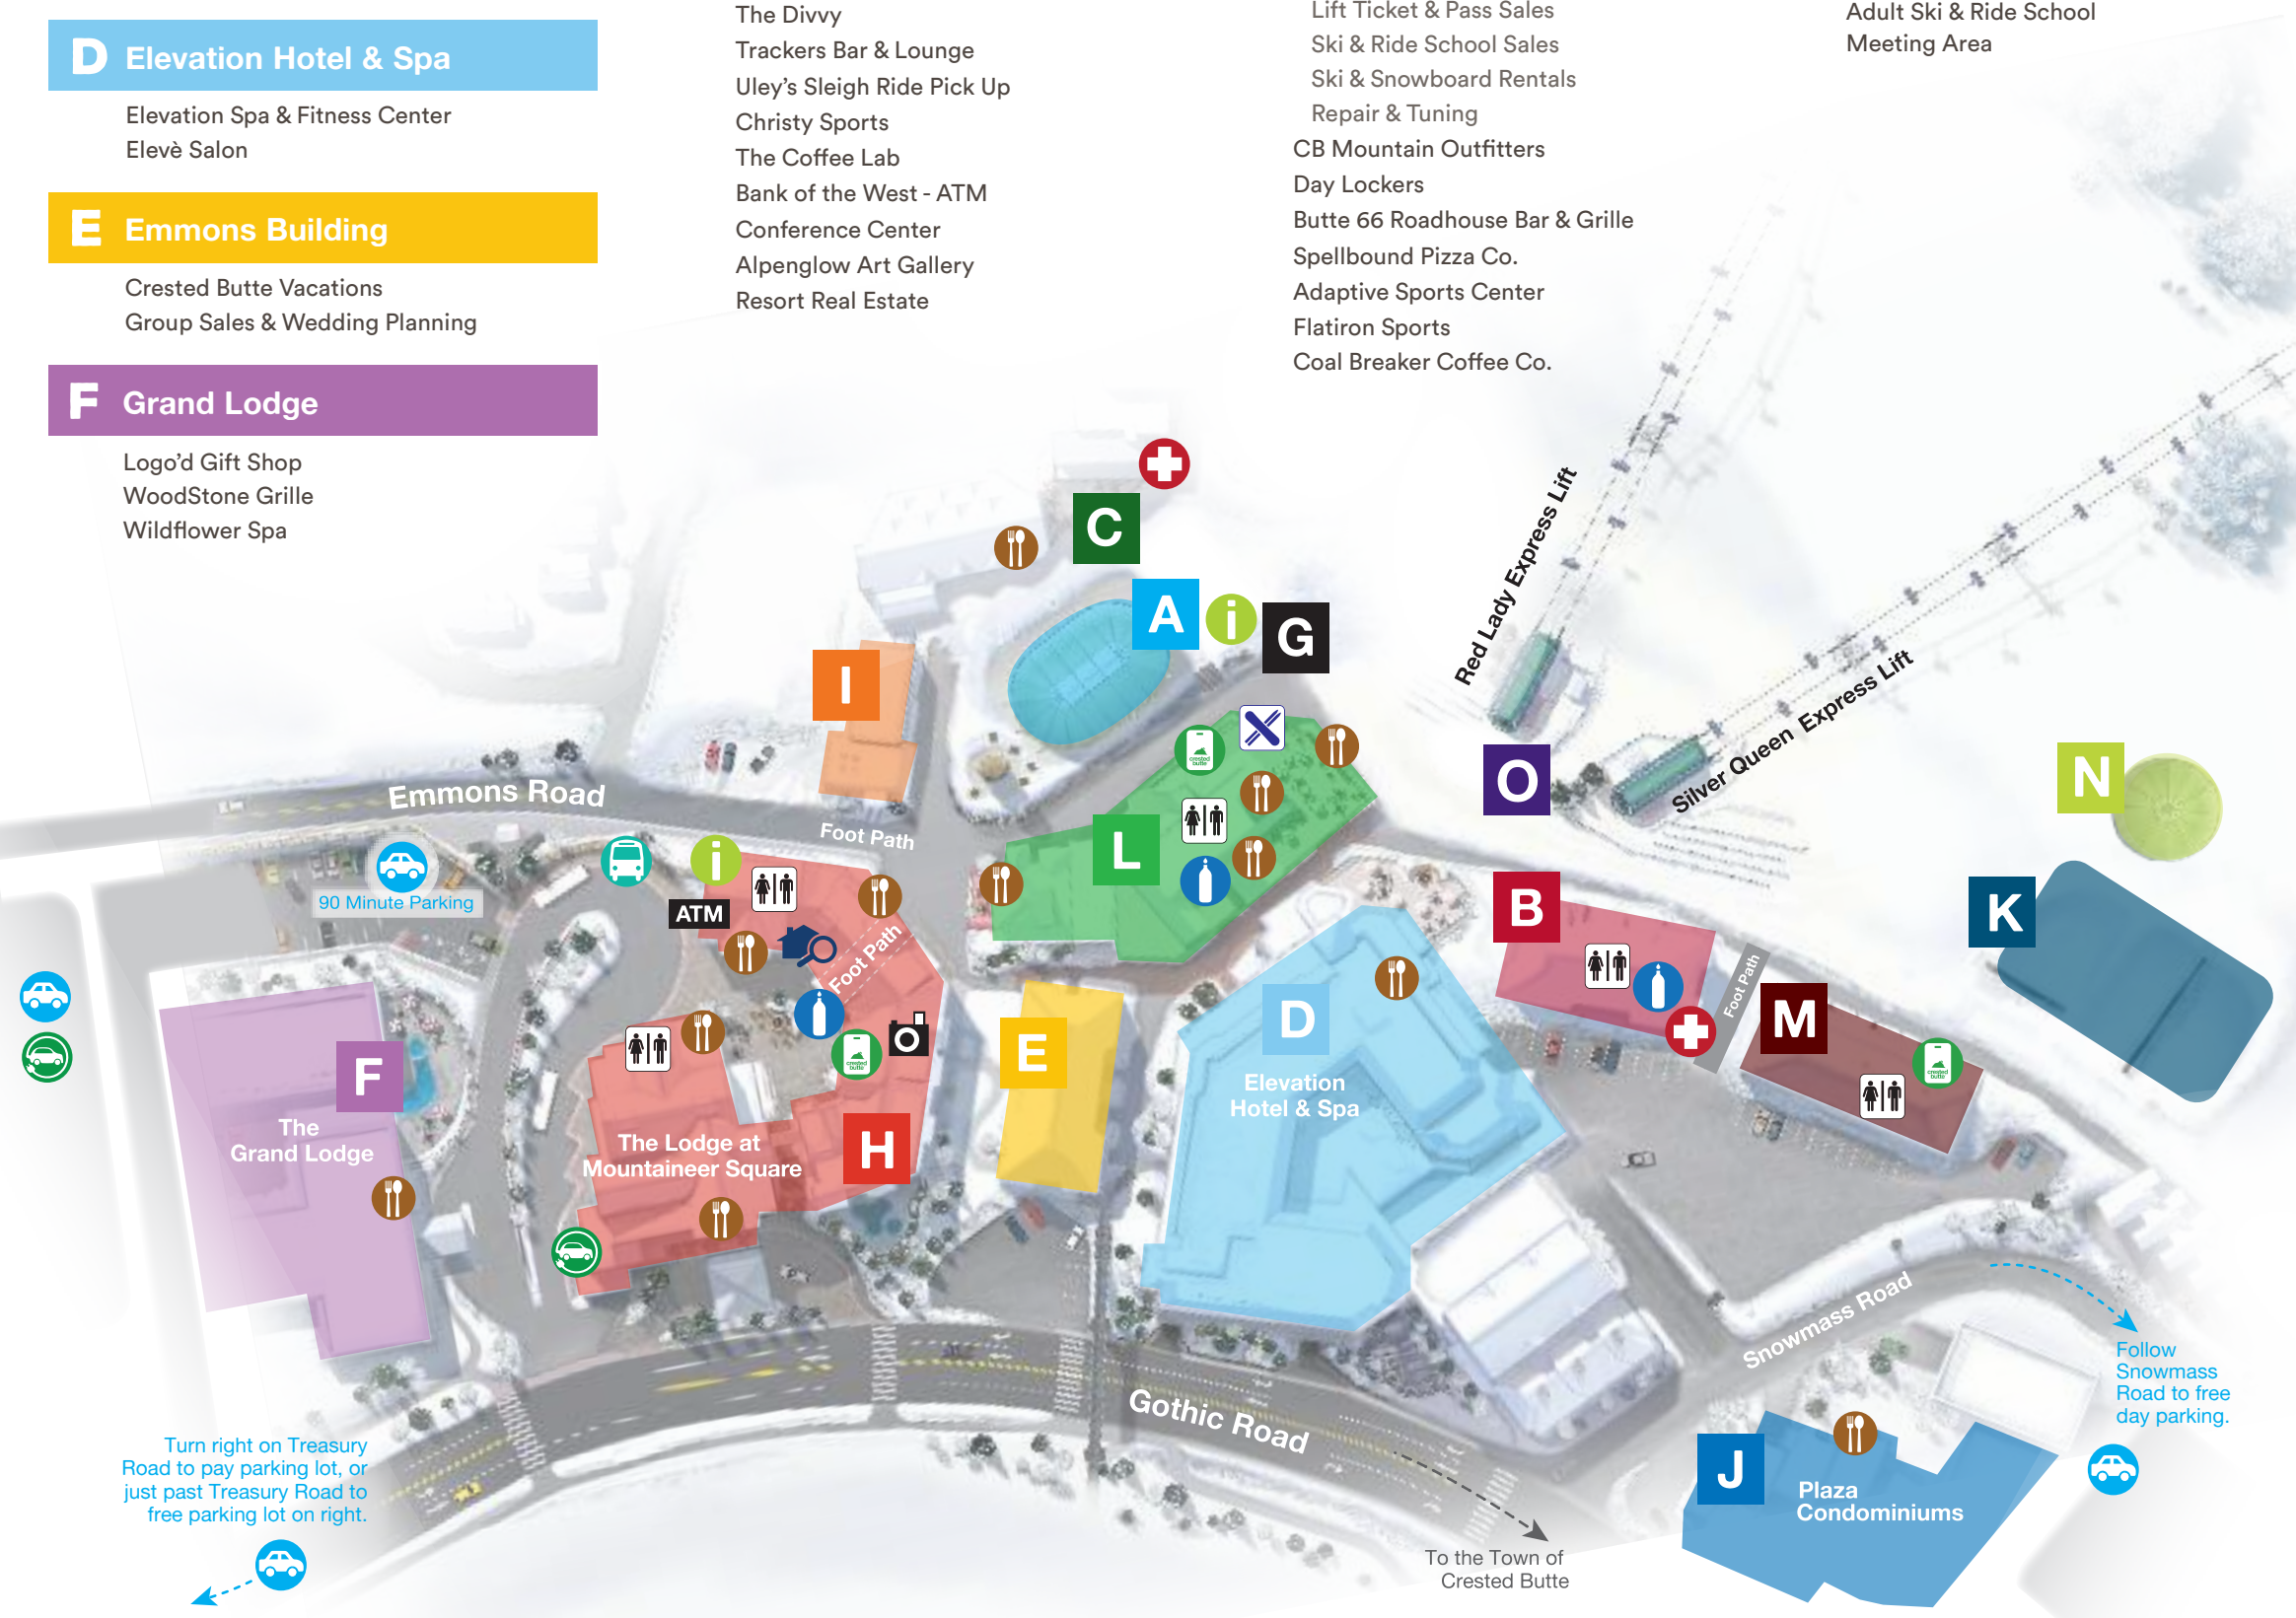 D Elevation Hotel & Spa
Elevation Spa & Fitness Center
Elevè Salon
E Emmons Building
Crested Butte Vacations
Group Sales & Wedding Planning
F Grand Lodge
Logo’d Gift Shop
WoodStone Grille
Wildflower Spa
The Divvy
Trackers Bar & Lounge
Uley’s Sleigh Ride Pick Up
Christy Sports
The Coffee Lab
Bank of the West - ATM
Conference Center
Alpenglow Art Gallery
Resort Real Estate
Lift Ticket & Pass Sales
Ski & Ride School Sales
Ski & Snowboard Rentals
Repair & Tuning
CB Mountain Outfitters
Day Lockers
Butte 66 Roadhouse Bar & Grille
Spellbound Pizza Co.
Adaptive Sports Center
Flatiron Sports
Coal Breaker Coffee Co.
Adult Ski & Ride School
Meeting Area
C
A
i
G
I
Red Lady Express Lift
Silver Queen Express Lift
O
N
Emmons Road
Foot Path
crested
butte
L
90 Minute Parking
i
ATM
Foot Path
B
K
Foot Path
M
crested
butte
crested
butte
D
Elevation
Hotel & Spa
E
F
The
Grand Lodge
The Lodge at
Mountaineer Square
H
Snowmass Road
Follow
Snowmass
Road to free
day parking.
Gothic Road
Turn right on Treasury
Road to pay parking lot, or
just past Treasury Road to
free parking lot on right.
J
Plaza
Condominiums
To the Town of
Crested Butte